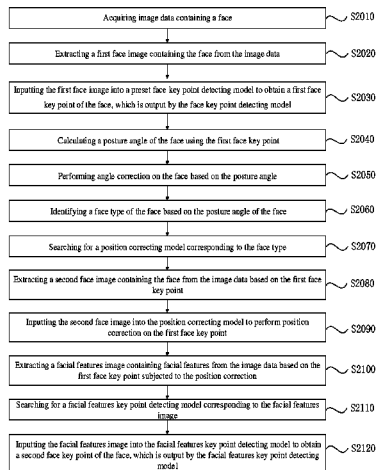 Acquiring image data containing a face
S2010
Extracting a first face image containing the face from the image data
S2020
Inputting the first face image into a preset face key point detecting model to obtain a first face
key point of the face, which is output by the face key point detecting model
S2030
Calculating a posture angle of the face using the first face key point
S2040
Performing angle correction on the face based on the posture angle
S2050
Identifying a face type of the face based on the posture angle of the face
S2060
Searching for a position correcting model corresponding to the face type
S2070
Extracting a second face image containing the face from the image data based on the first face
key point
S2080
Inputting the second face image into the position correcting model to perform position
correction on the first face key point
S2090
Extracting a facial features image containing facial features from the image data based on the
first face key point subjected to the position correction
S2100
Searching for a facial features key point detecting model corresponding to the facial features
image
S2110
Inputting the facial features image into the facial features key point detecting model to obtain
a second face key point of the face, which is output by the facial features key point detecting
model
S2120